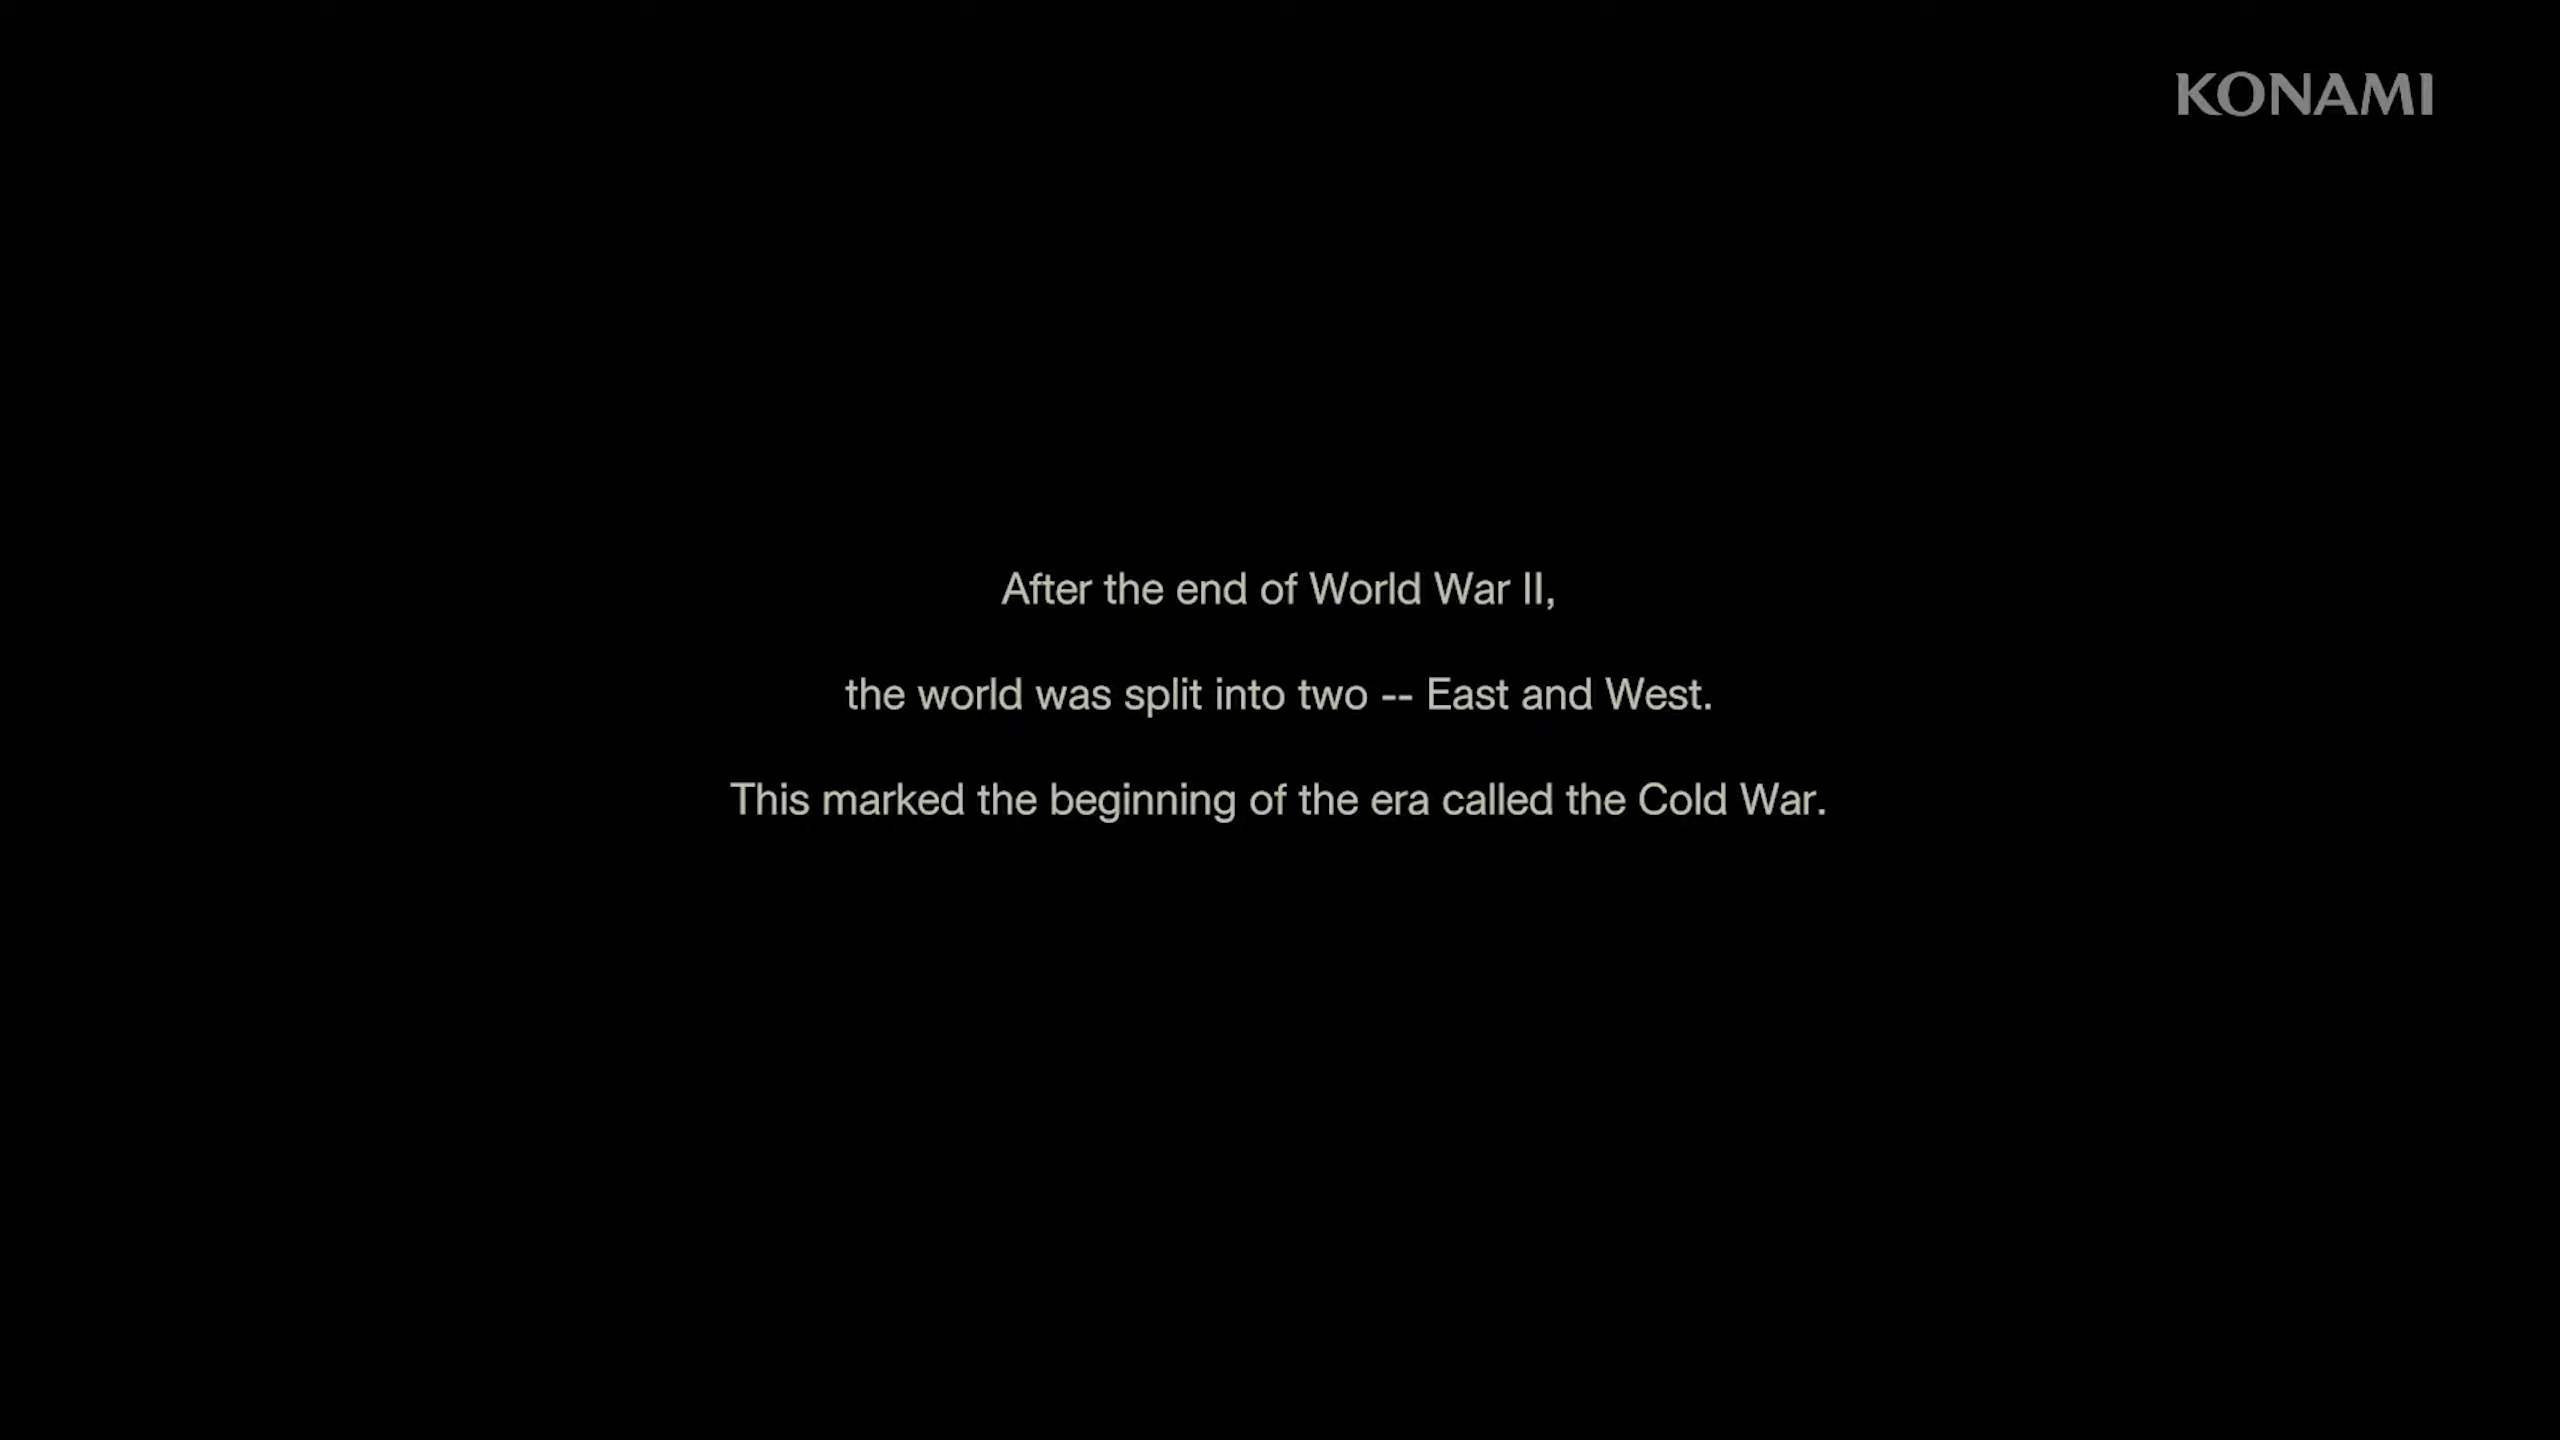 KONAMI
After the end of World War II,
the world was split into two -- East and West.
This marked the beginning of the era called the Cold War.